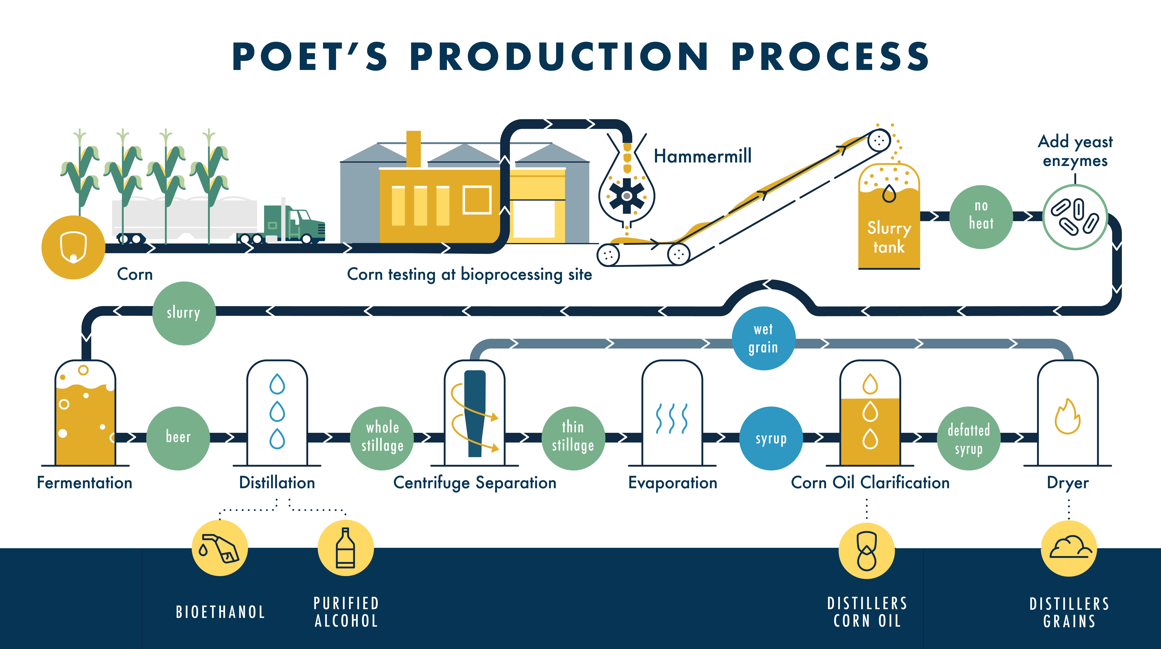 POET'S PRODUCTION PROCESS
Add yeast
enzymes
Hammermill
no
heat
Slurry
tank
Corn
Corn testing at bioprocessing site
slurry
wet
grain
beer
whole
stillage
thin
stillage
syrup
defatted
syrup
Fermentation
Distillation
Centrifuge Separation
Evaporation
Corn Oil Clarification
Dryer
BIOETHANOL
PURIFIED
ALCOHOL
DISTILLERS
CORN OIL
DISTILLERS
GRAINS